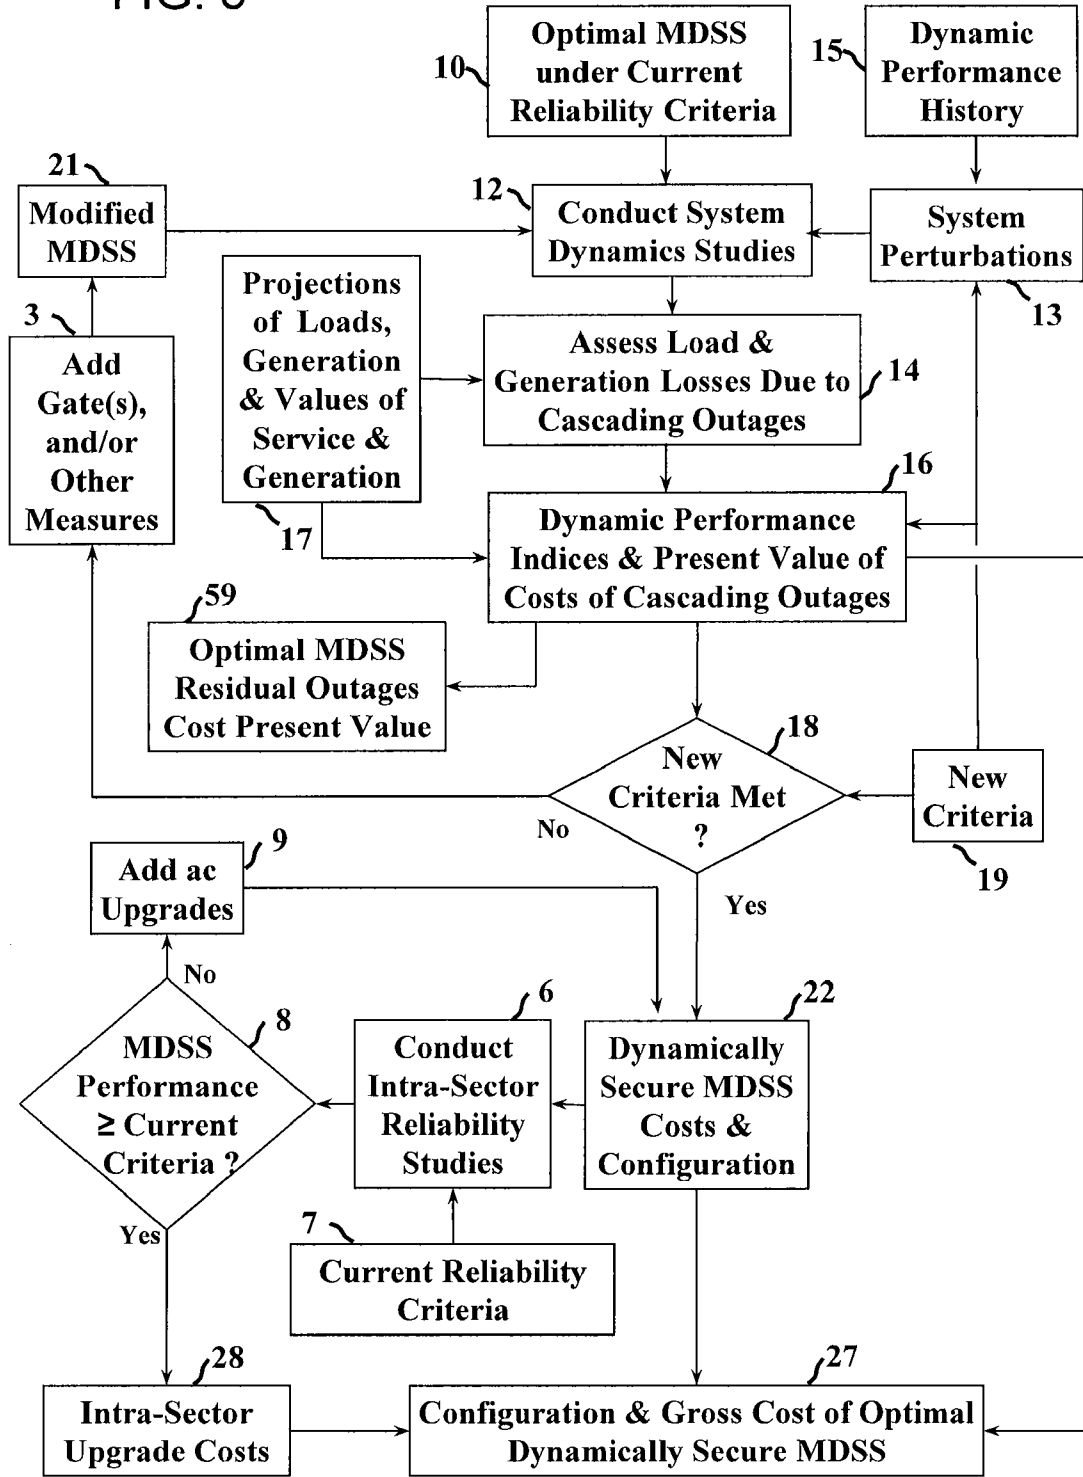 10
Optimal MDSS
under Current
Reliability Criteria
15
Dynamic
Performance
History
21
Modified
MDSS
12
Conduct System
Dynamics Studies
System
Perturbations
13
3
Add
Gate(s),
and/or
Other
Measures
Projections
of Loads,
Generation
& Values of
Service &
Generation
17
Assess Load &
Generation Losses Due to
Cascading Outages
14
16
Dynamic Performance
Indices & Present Value of
Costs of Cascading Outages
59
Optimal MDSS
Residual Outages
Cost Present Value
18
New
Criteria Met
?
No
Yes
New
Criteria
19
9
Add ac
Upgrades
No
8
MDSS
Performance
≥ Current
Criteria ?
Yes
6
Conduct
Intra-Sector
Reliability
Studies
22
Dynamically
Secure MDSS
Costs &
Configuration
7
Current Reliability
Criteria
28
Intra-Sector
Upgrade Costs
27
Configuration & Gross Cost of Optimal
Dynamically Secure MDSS